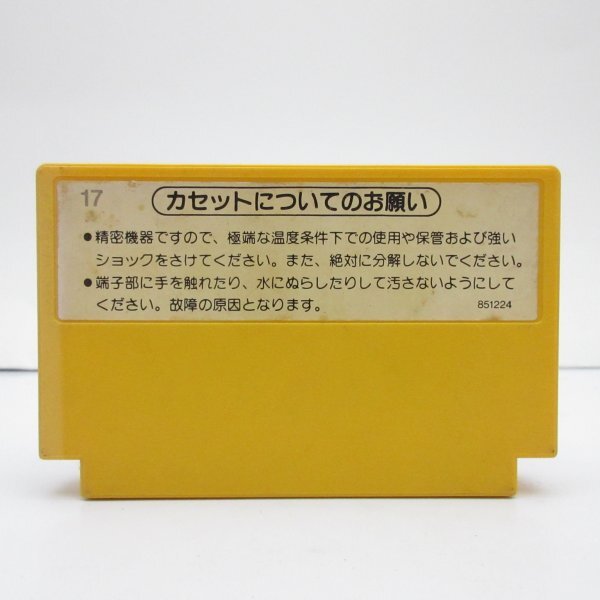 17
カセットについてのお願い
●精密機器ですので、極端な温度条件下での使用や保管および強い
ショックをさけてください。また、絶対に分解しないでください。
●端子部に手を触れたり、水にぬらしたりして汚さないようにして
ください。故障の原因となります。
851224